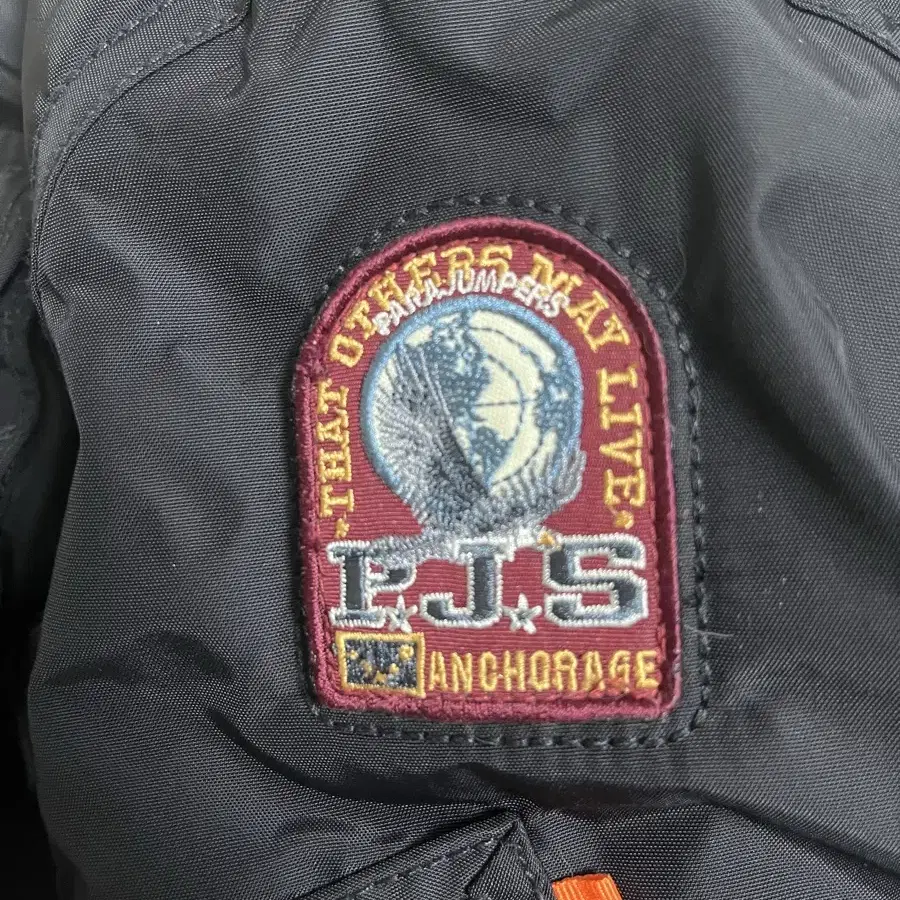 THAT OTHERS MAY LIVE
PARAJUMPERS
P.J.S
ANCHORAGE